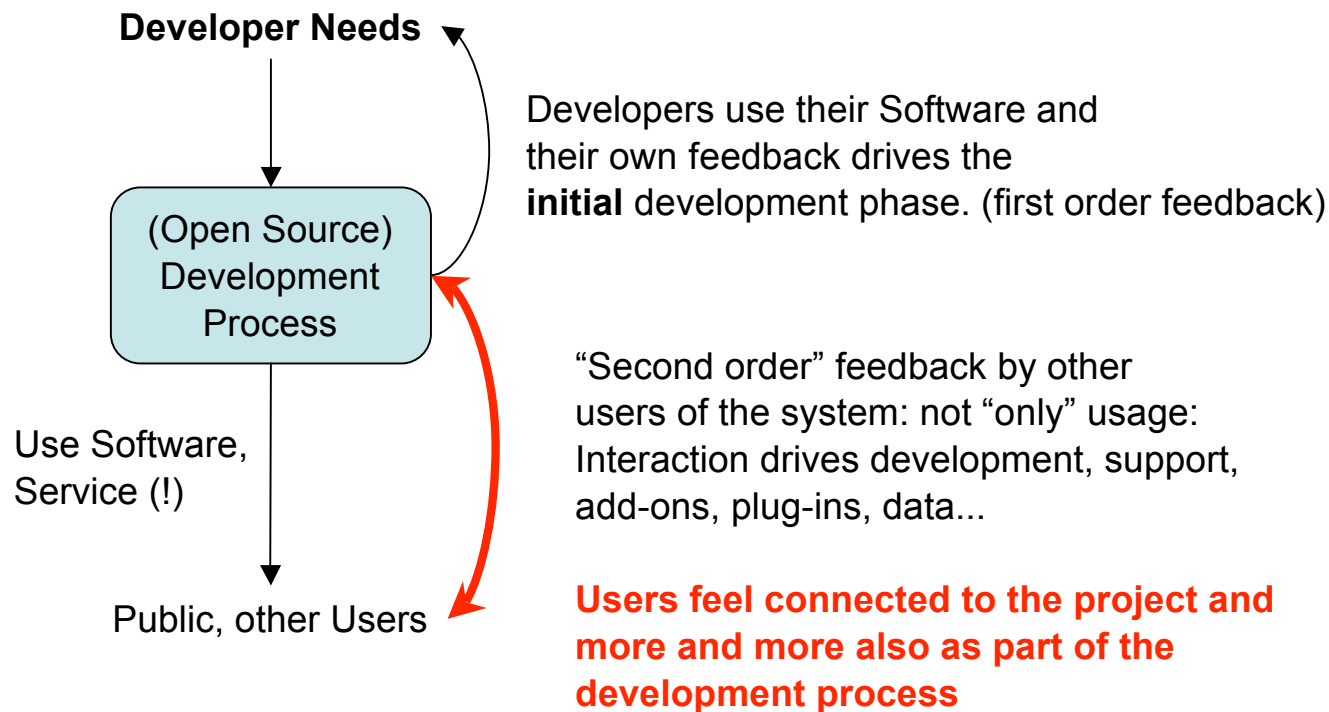 Developer Needs
Developers use their Software and
their own feedback drives the
initial development phase. (first order feedback)
(Open Source)
Development
Process
“Second order” feedback by other
users of the system: not “only” usage:
Interaction drives development, support,
add-ons, plug-ins, data...
Use Software,
Service (!)
Public, other Users
Users feel connected to the project and
more and more also as part of the
development process